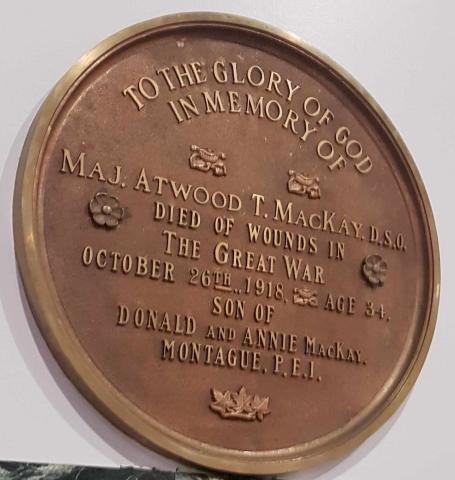 TO THE GLORY OF GOD
IN MEMORY OF
MAJ. ATWOOD T. MACKAY, D.S.O.
DIED OF WOUNDS IN
THE GREAT WAR
OCTOBER 26TH., 1918, AGE 34,
SON OF
DONALD AND ANNIE MACKAY.
MONTAGUE, P.E.I.